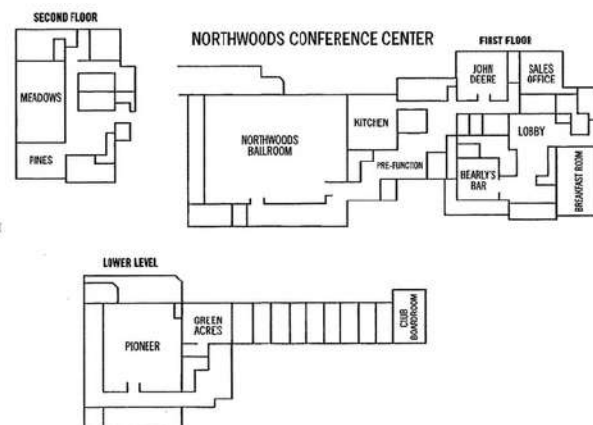 SECOND FLOOR
NORTHWOODS CONFERENCE CENTER
FIRST FLOOR
MEADOWS
PINES
JOHN
DEERE
SALES
OFFICE
KITCHEN
LOBBY
NORTHWOODS
BALLROOM
PRE-FUNCTION
BEARLY'S
BAR
BREAKFAST ROOM
LOWER LEVEL
GREEN
ACRES
PIONEER
CLUB
BOARDROOM